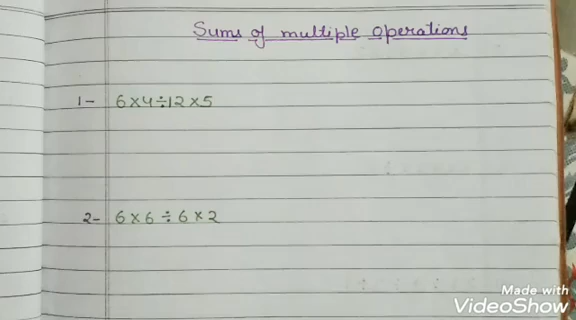 Sums of multiple operations
1- 6×4÷12×5
2- 6×6÷6×2
Made with
VideoShow